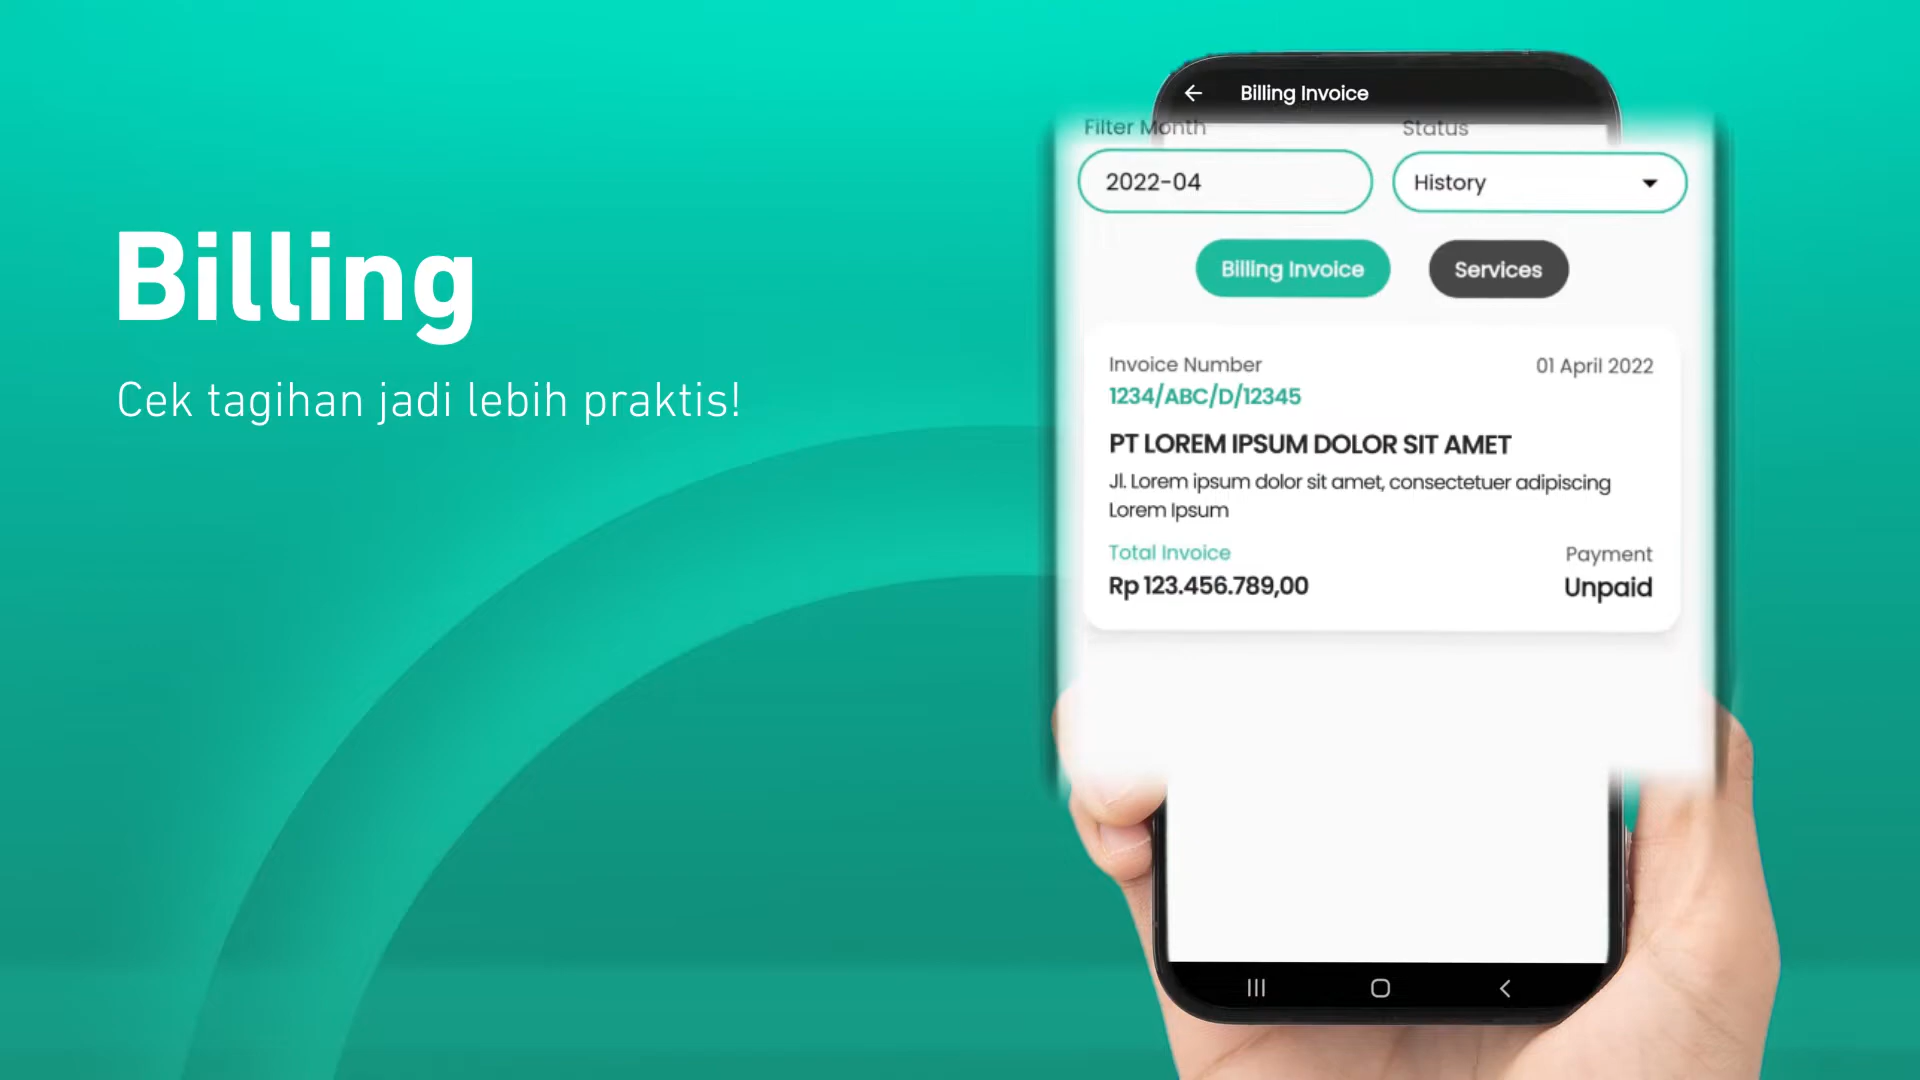 Billing
Cek tagihan jadi lebih praktis!
Billing Invoice
Filter Month
Status
2022-04
History
Billing Invoice
Services
Invoice Number
01 April 2022
1234/ABC/D/12345
PT LOREM IPSUM DOLOR SIT AMET
Jl. Lorem ipsum dolor sit amet, consectetuer adipiscing
Lorem Ipsum
Total Invoice
Payment
Rp 123.456.789,00
Unpaid